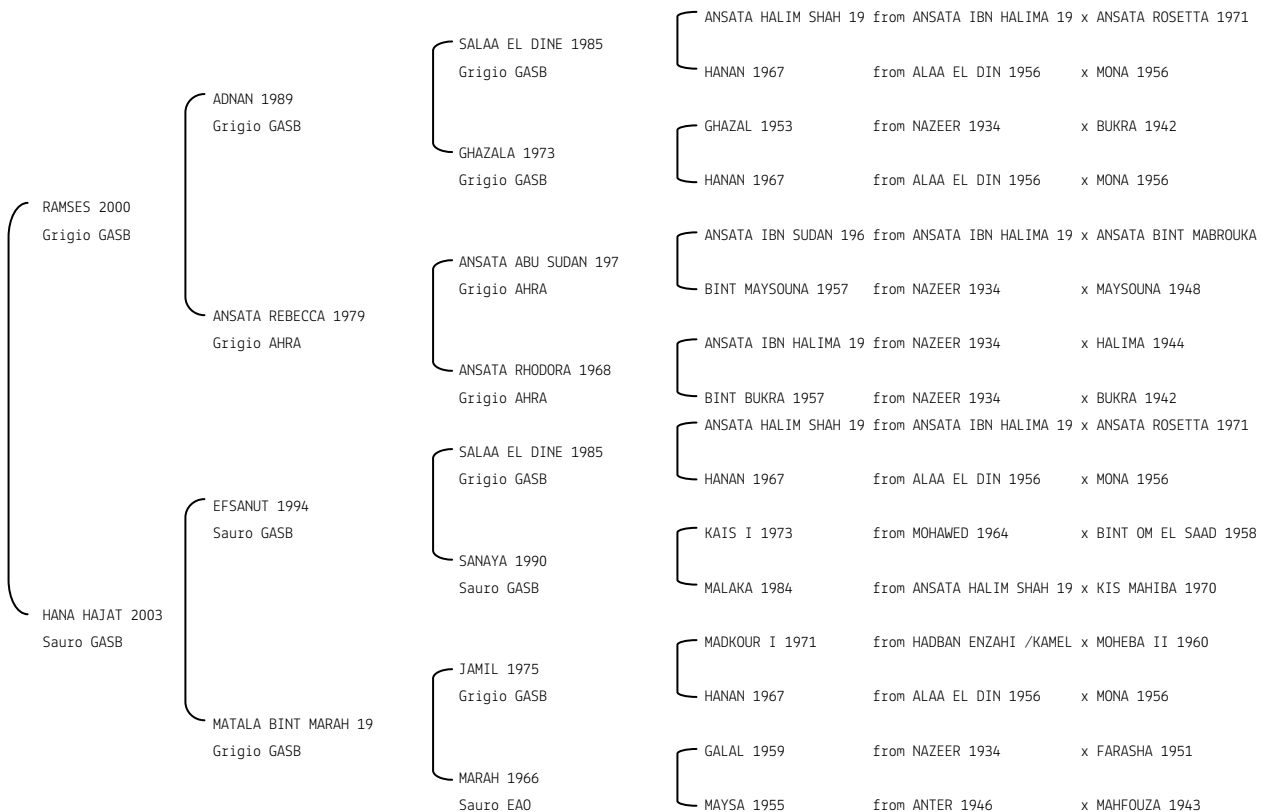 ANSATA HALIM SHAH 19 from ANSATA IBN HALIMA 19 x ANSATA ROSETTA 1971
SALAA EL DINE 1985
Grigio GASB
HANAN 1967 from ALAA EL DIN 1956 x MONA 1956
ADNAN 1989
Grigio GASB
GHAZAL 1953 from NAZEER 1934 x BUKRA 1942
GHAZALA 1973
Grigio GASB
HANAN 1967 from ALAA EL DIN 1956 x MONA 1956
RAMSES 2000
Grigio GASB
ANSATA IBN SUDAN 196 from ANSATA IBN HALIMA 19 x ANSATA BINT MABROUKA
ANSATA ABU SUDAN 197
Grigio AHRA
BINT MAYSOUNA 1957 from NAZEER 1934 x MAYSOUNA 1948
ANSATA REBECCA 1979
Grigio AHRA
ANSATA IBN HALIMA 19 from NAZEER 1934 x HALIMA 1944
ANSATA RHODORA 1968
Grigio AHRA
BINT BUKRA 1957 from NAZEER 1934 x BUKRA 1942
ANSATA HALIM SHAH 19 from ANSATA IBN HALIMA 19 x ANSATA ROSETTA 1971
SALAA EL DINE 1985
Grigio GASB
HANAN 1967 from ALAA EL DIN 1956 x MONA 1956
EFSANUT 1994
Sauro GASB
KAIS I 1973 from MOHAWED 1964 x BINT OM EL SAAD 1958
SANAYA 1990
Sauro GASB
MALAKA 1984 from ANSATA HALIM SHAH 19 x KIS MAHIBA 1970
HANA HAJAT 2003
Sauro GASB
MADKOUR I 1971 from HADBAN ENZAHI /KAMEL x MOHEBA II 1960
JAMIL 1975
Grigio GASB
HANAN 1967 from ALAA EL DIN 1956 x MONA 1956
MATALA BINT MARAH 19
Grigio GASB
GALAL 1959 from NAZEER 1934 x FARASHA 1951
MARAH 1966
Sauro EAO
MAYSA 1955 from ANTER 1946 x MAHFOUZA 1943